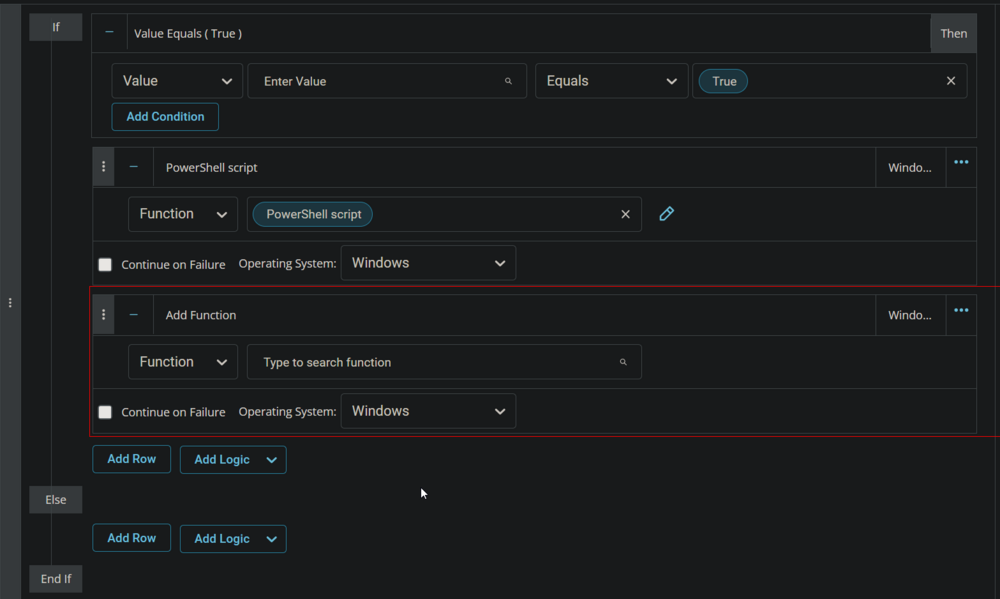 If
Value Equals ( True )
Then
Value
Enter Value
Equals
True
Add Condition
PowerShell script
Windo...
Function
PowerShell script
Continue on Failure
Operating System:
Windows
Add Function
Windo...
Function
Type to search function
Continue on Failure
Operating System:
Windows
Add Row
Add Logic
Else
Add Row
Add Logic
End If